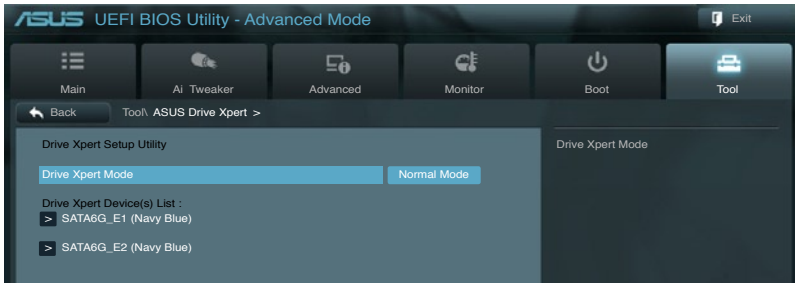 ASUS UEFI BIOS Utility - Advanced Mode
Exit
Main
Ai Tweaker
Advanced
Monitor
Boot
Tool
Back
Tool\ ASUS Drive Xpert >
Drive Xpert Setup Utility
Drive Xpert Mode
Drive Xpert Mode Normal Mode
Drive Xpert Device(s) List :
> SATA6G_E1 (Navy Blue)
> SATA6G_E2 (Navy Blue)